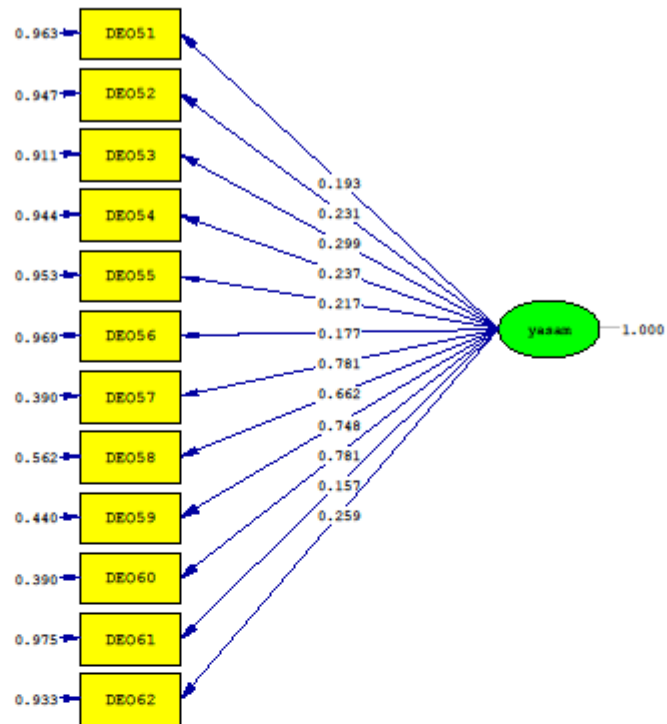 0.963 DEO51
0.947 DEO52
0.911 DEO53
0.193
0.944 DEO54
0.231
0.299
0.237
0.953 DEO55
0.217
0.969 DEO56
0.177
yasam 1.000
0.781
0.390 DEO57
0.662
0.562 DEO58
0.748
0.781
0.157
0.440 DEO59
0.259
0.390 DEO60
0.975 DEO61
0.933 DEO62